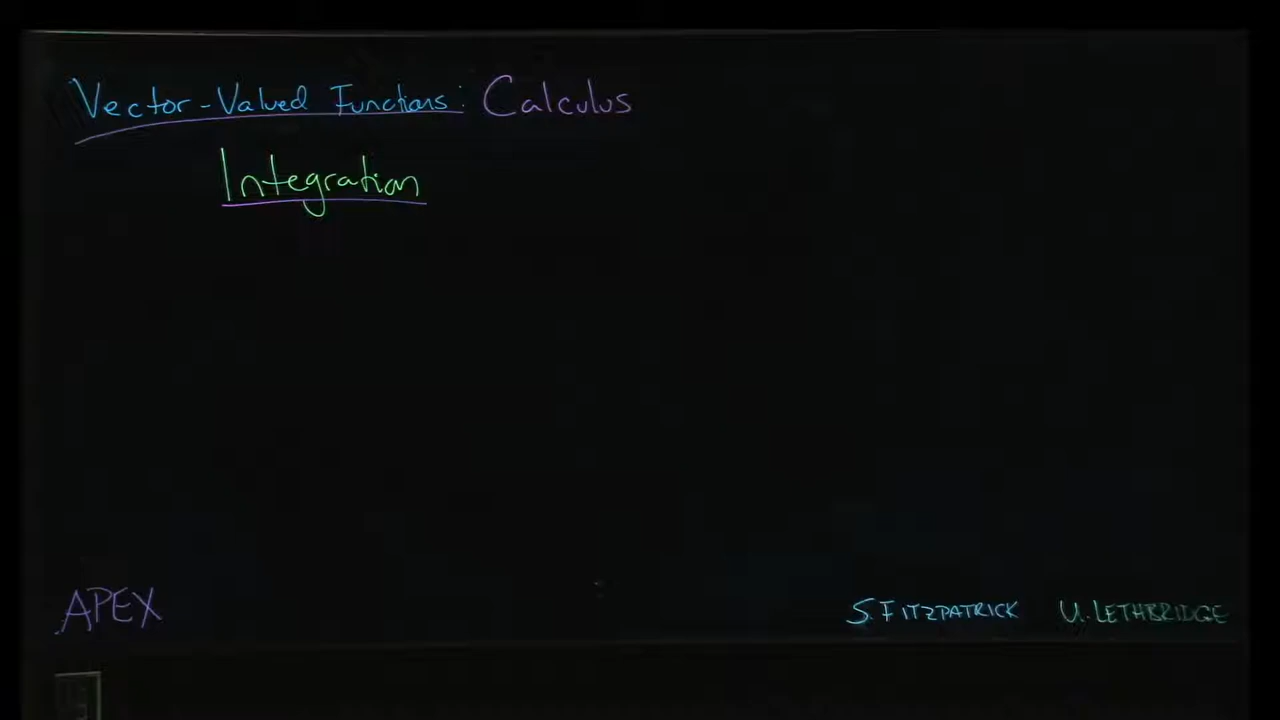 Vector-Valued Functions: Calculus
Integration
APEX
S. FITZPATRICK U. LETHBRIDGE